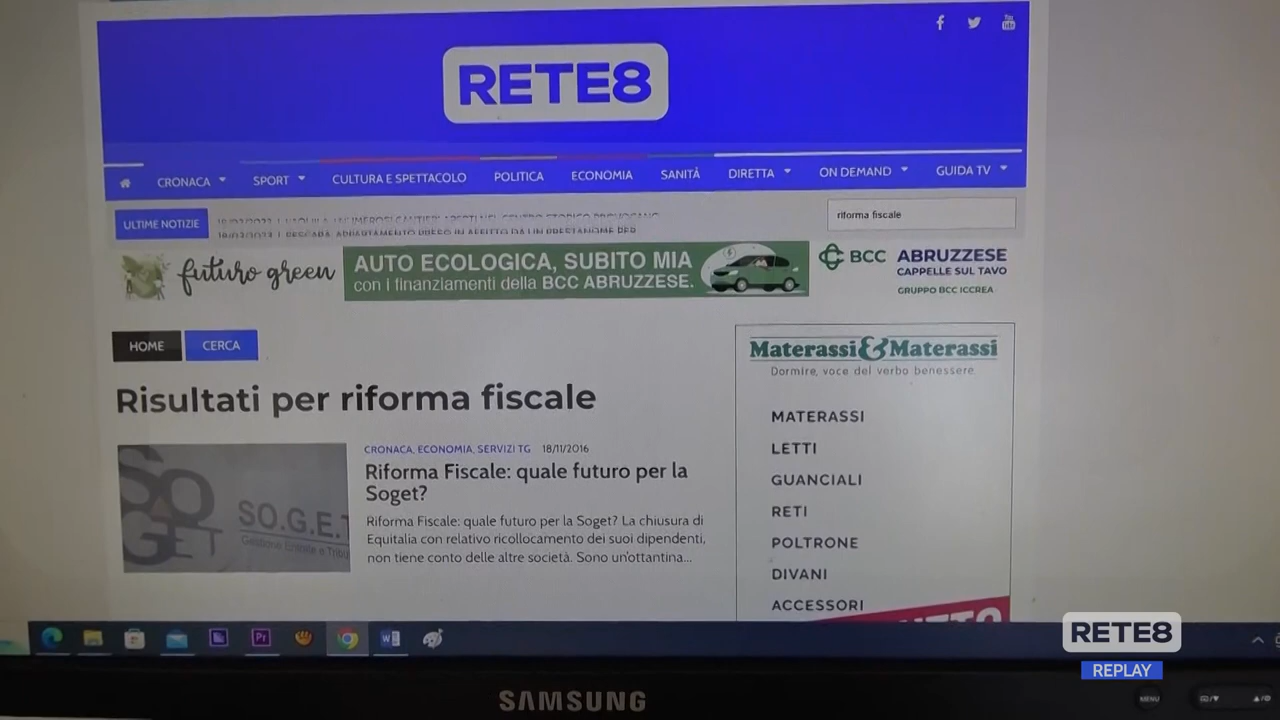 RETE8
CRONACA
SPORT
CULTURA E SPETTACOLO
POLITICA
ECONOMIA
SANITÀ
DIRETTA
ON DEMAND
GUIDA TV
ULTIME NOTIZIE
riforma fiscale
futuro green
AUTO ECOLOGICA, SUBITO MIA
con i finanziamenti della BCC ABRUZZESE.
BCC ABRUZZESE
CAPPELLE SUL TAVO
GRUPPO BCC ICCREA
HOME
CERCA
Risultati per riforma fiscale
SOGET
SO.G.E.T
Gestione Entrate e Tribu
CRONACA, ECONOMIA, SERVIZI TG 18/11/2016
Riforma Fiscale: quale futuro per la
Soget?
Riforma Fiscale: quale futuro per la Soget? La chiusura di
Equitalia con relativo ricollocamento dei suoi dipendenti,
non tiene conto delle altre società. Sono un'ottantina...
Materassi&Materassi
Dormire, voce del verbo benessere.
MATERASSI
LETTI
GUANCIALI
RETI
POLTRONE
DIVANI
ACCESSORI
RETE8
REPLAY
SAMSUNG
MENU